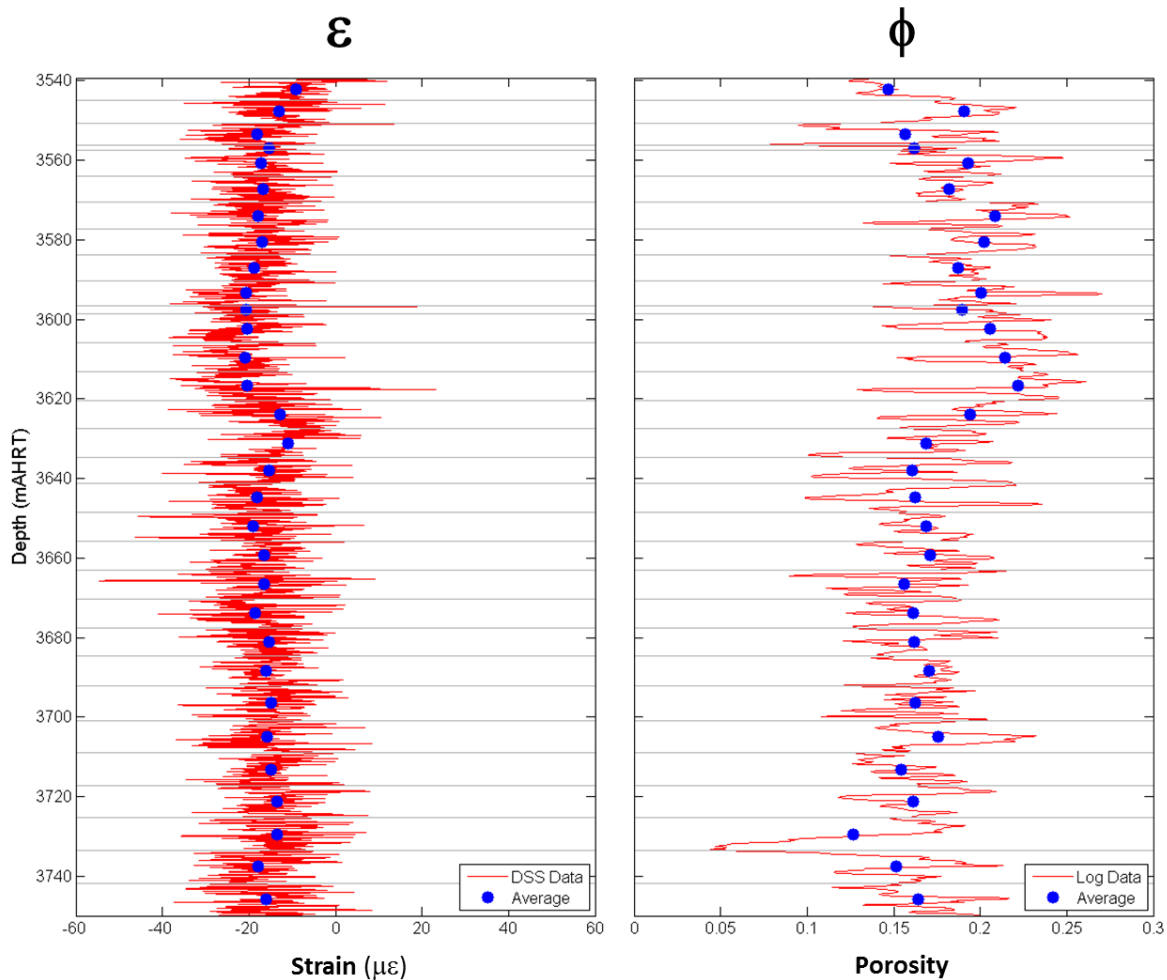 ε
ϕ
Depth (mAHRT)
3540
3560
3580
3600
3620
3640
3660
3680
3700
3720
3740
DSS Data
Average
Log Data
Average
-60
-40
-20
0
20
40
60
0
0.05
0.1
0.15
0.2
0.25
0.3
Strain (με)
Porosity